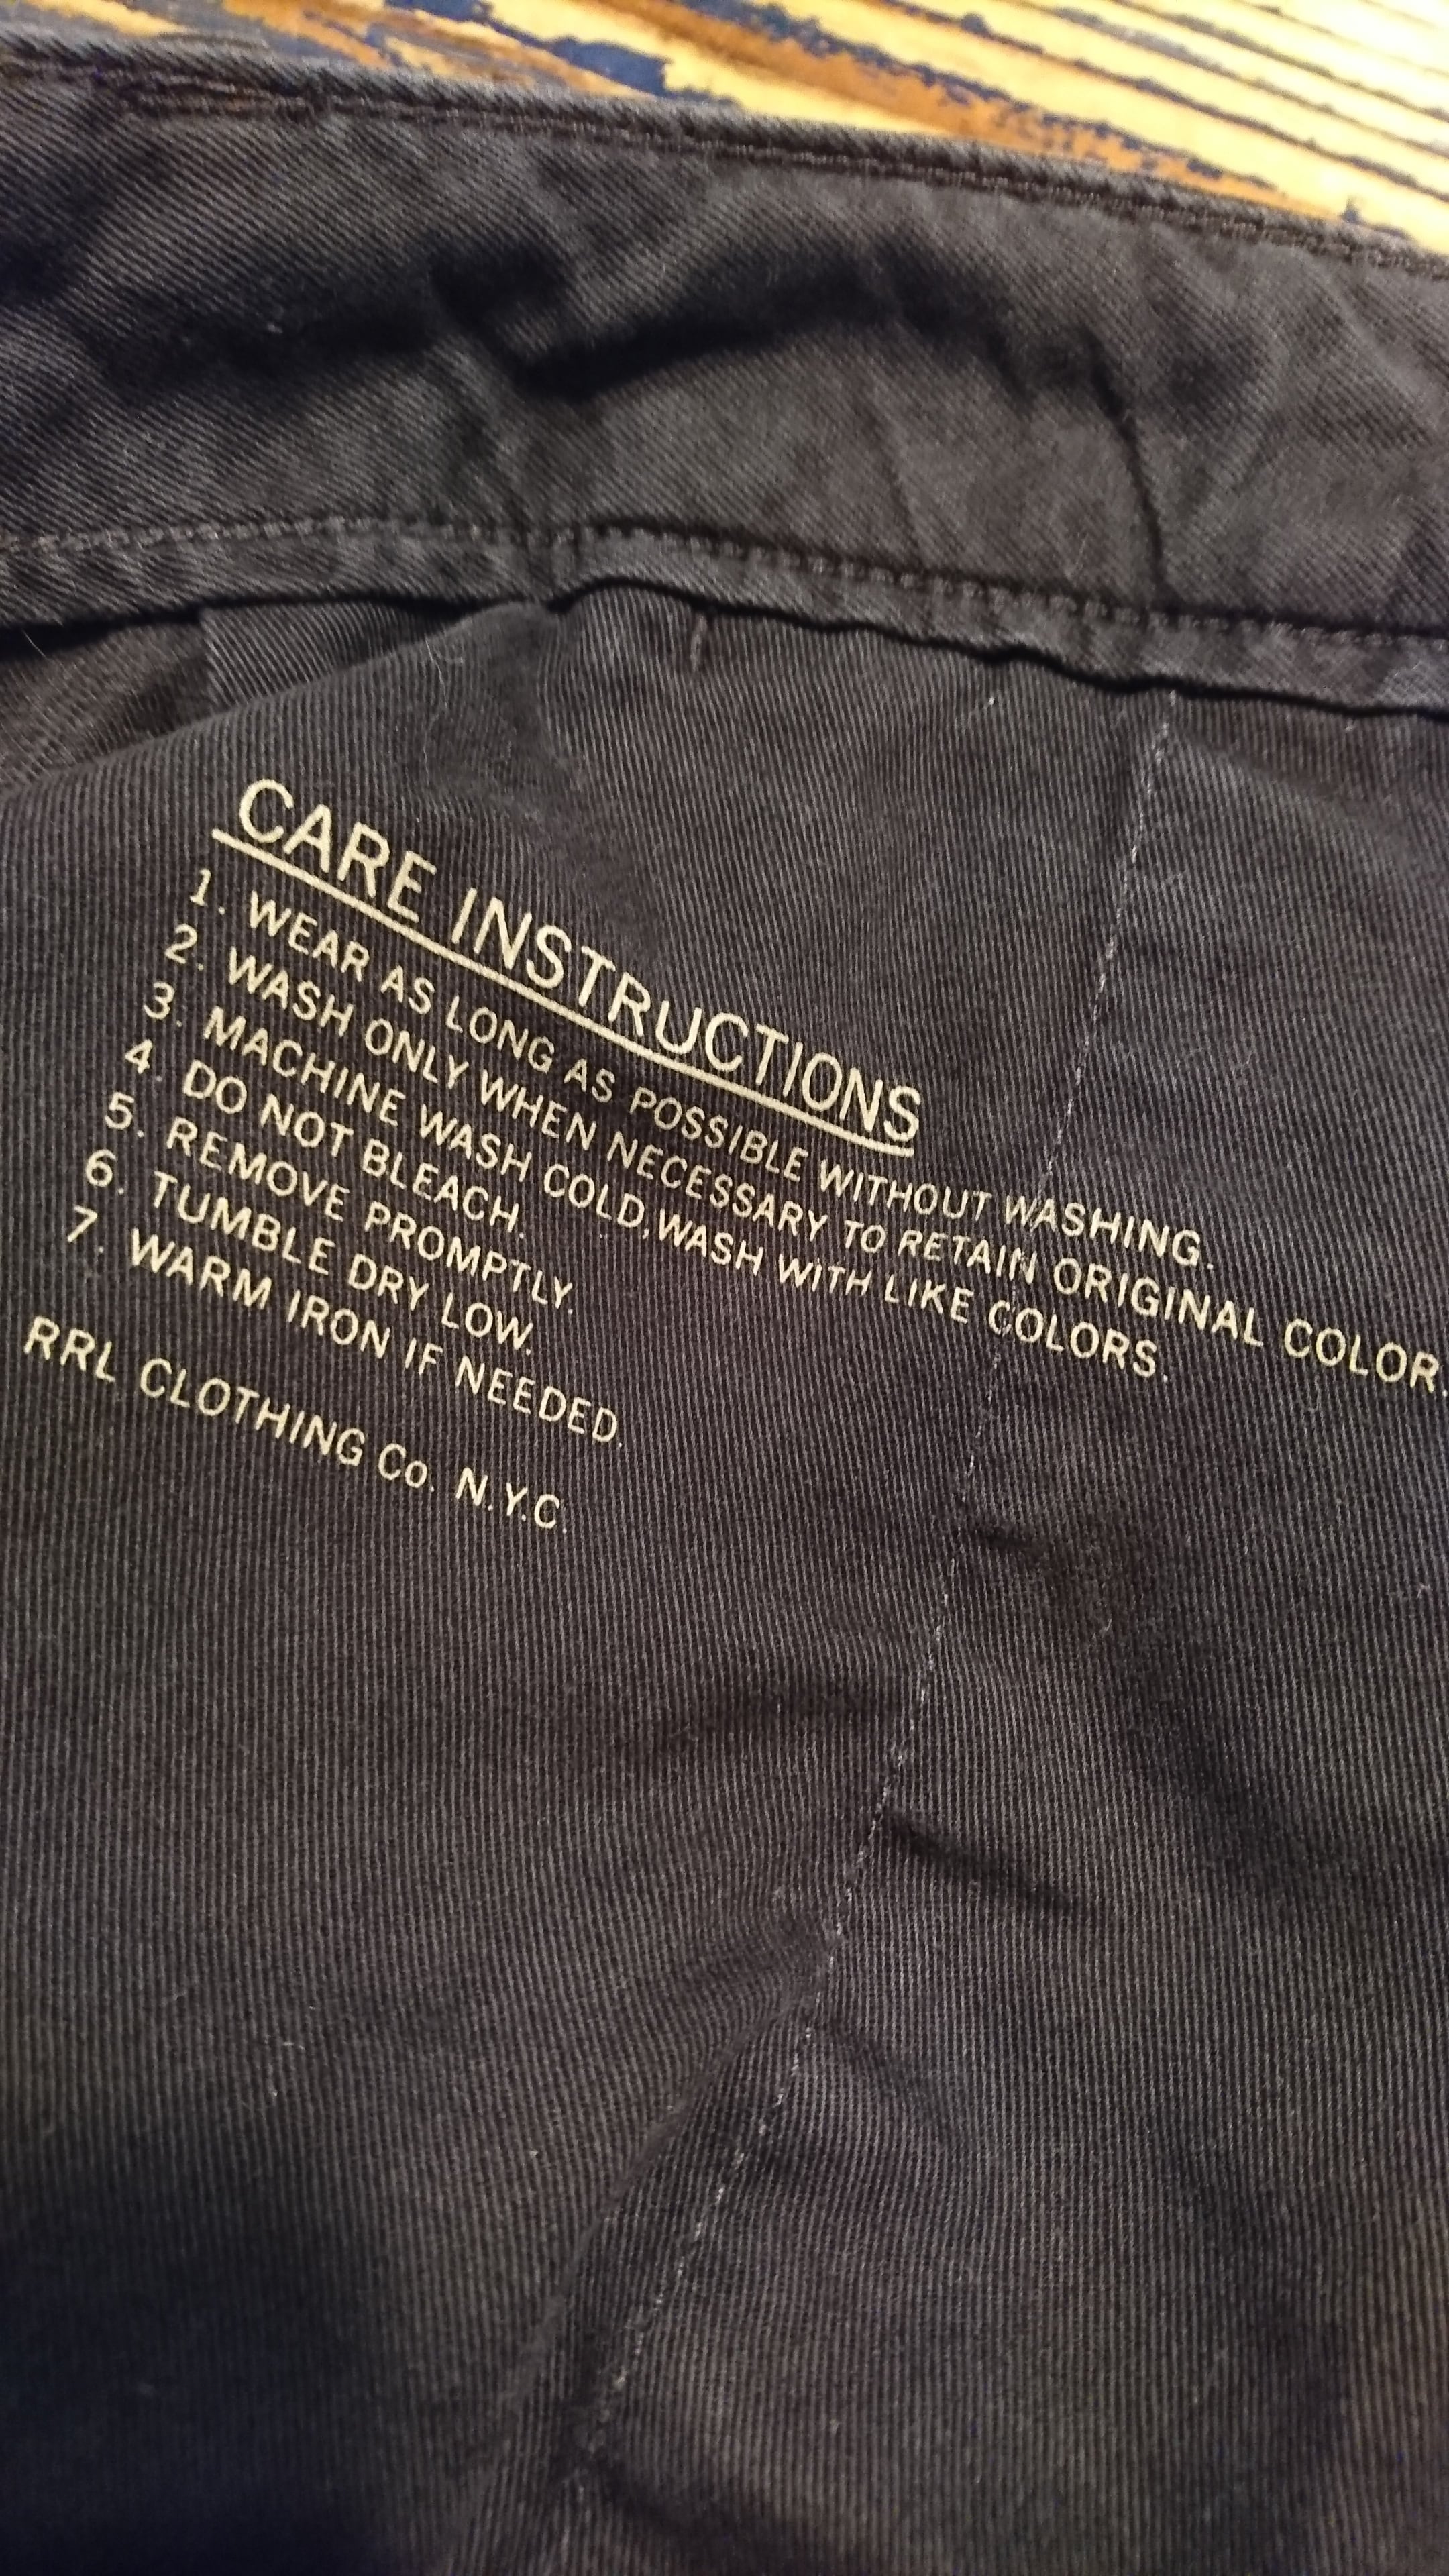 CARE INSTRUCTIONS
1. WEAR AS LONG AS POSSIBLE WITHOUT WASHING.
2. WASH ONLY WHEN NECESSARY TO RETAIN ORIGINAL COLOR.
3. MACHINE WASH COLD, WASH WITH LIKE COLORS.
4. DO NOT BLEACH.
5. REMOVE PROMPTLY.
6. TUMBLE DRY LOW.
7. WARM IRON IF NEEDED.
RRL CLOTHING Co. N.Y.C.